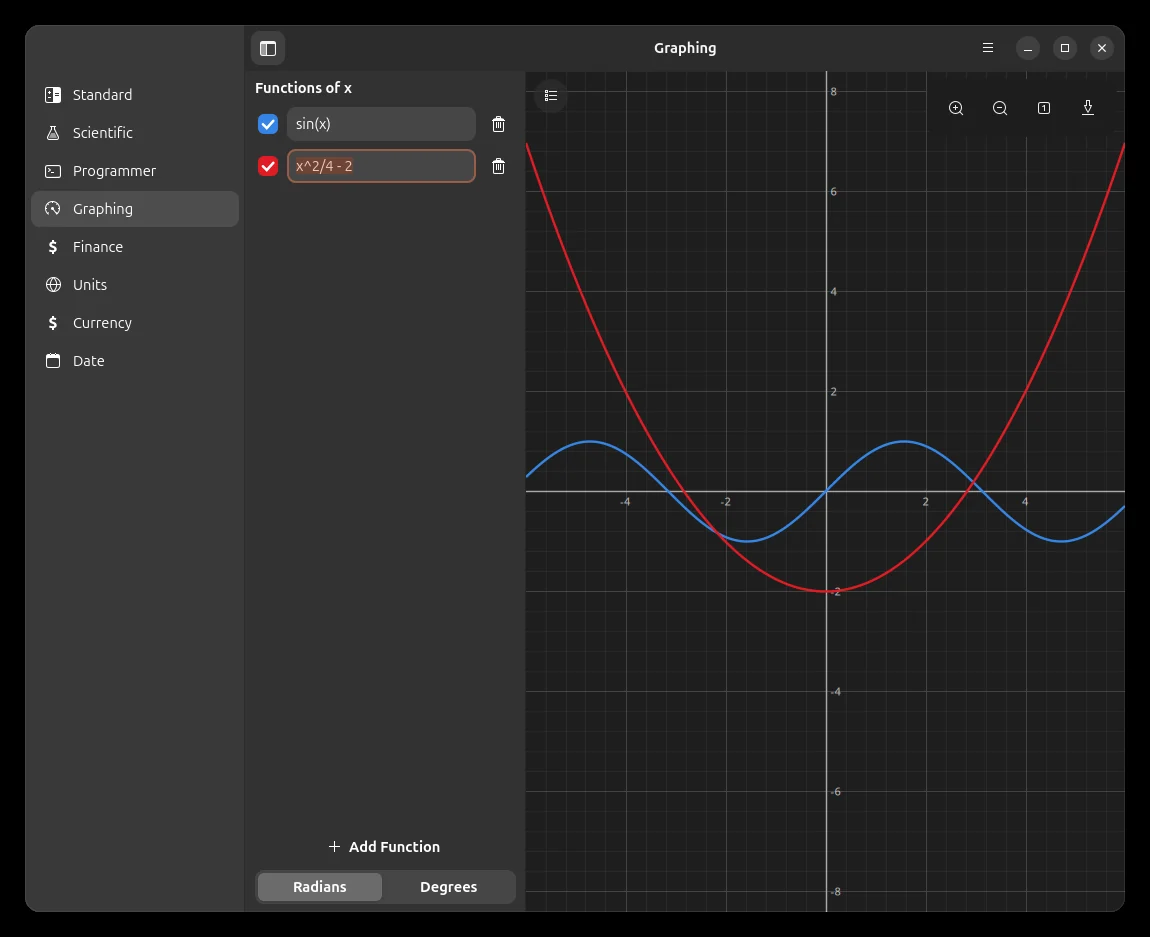 Graphing
Standard
Scientific
Programmer
Graphing
Finance
Units
Currency
Date
Functions of x
sin(x)
x^2/4 - 2
Add Function
Radians Degrees
1
8
6
4
2
-4 -2 2 4
-2
-4
-6
-8